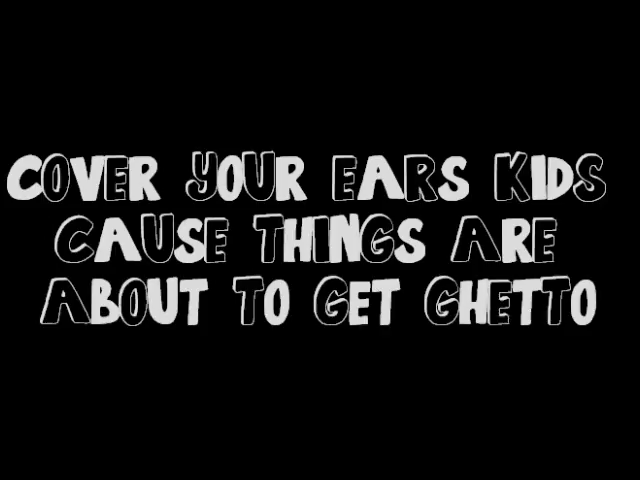 COVER YOUR EARS KIDS
CAUSE THINGS ARE
ABOUT TO GET GHETTO